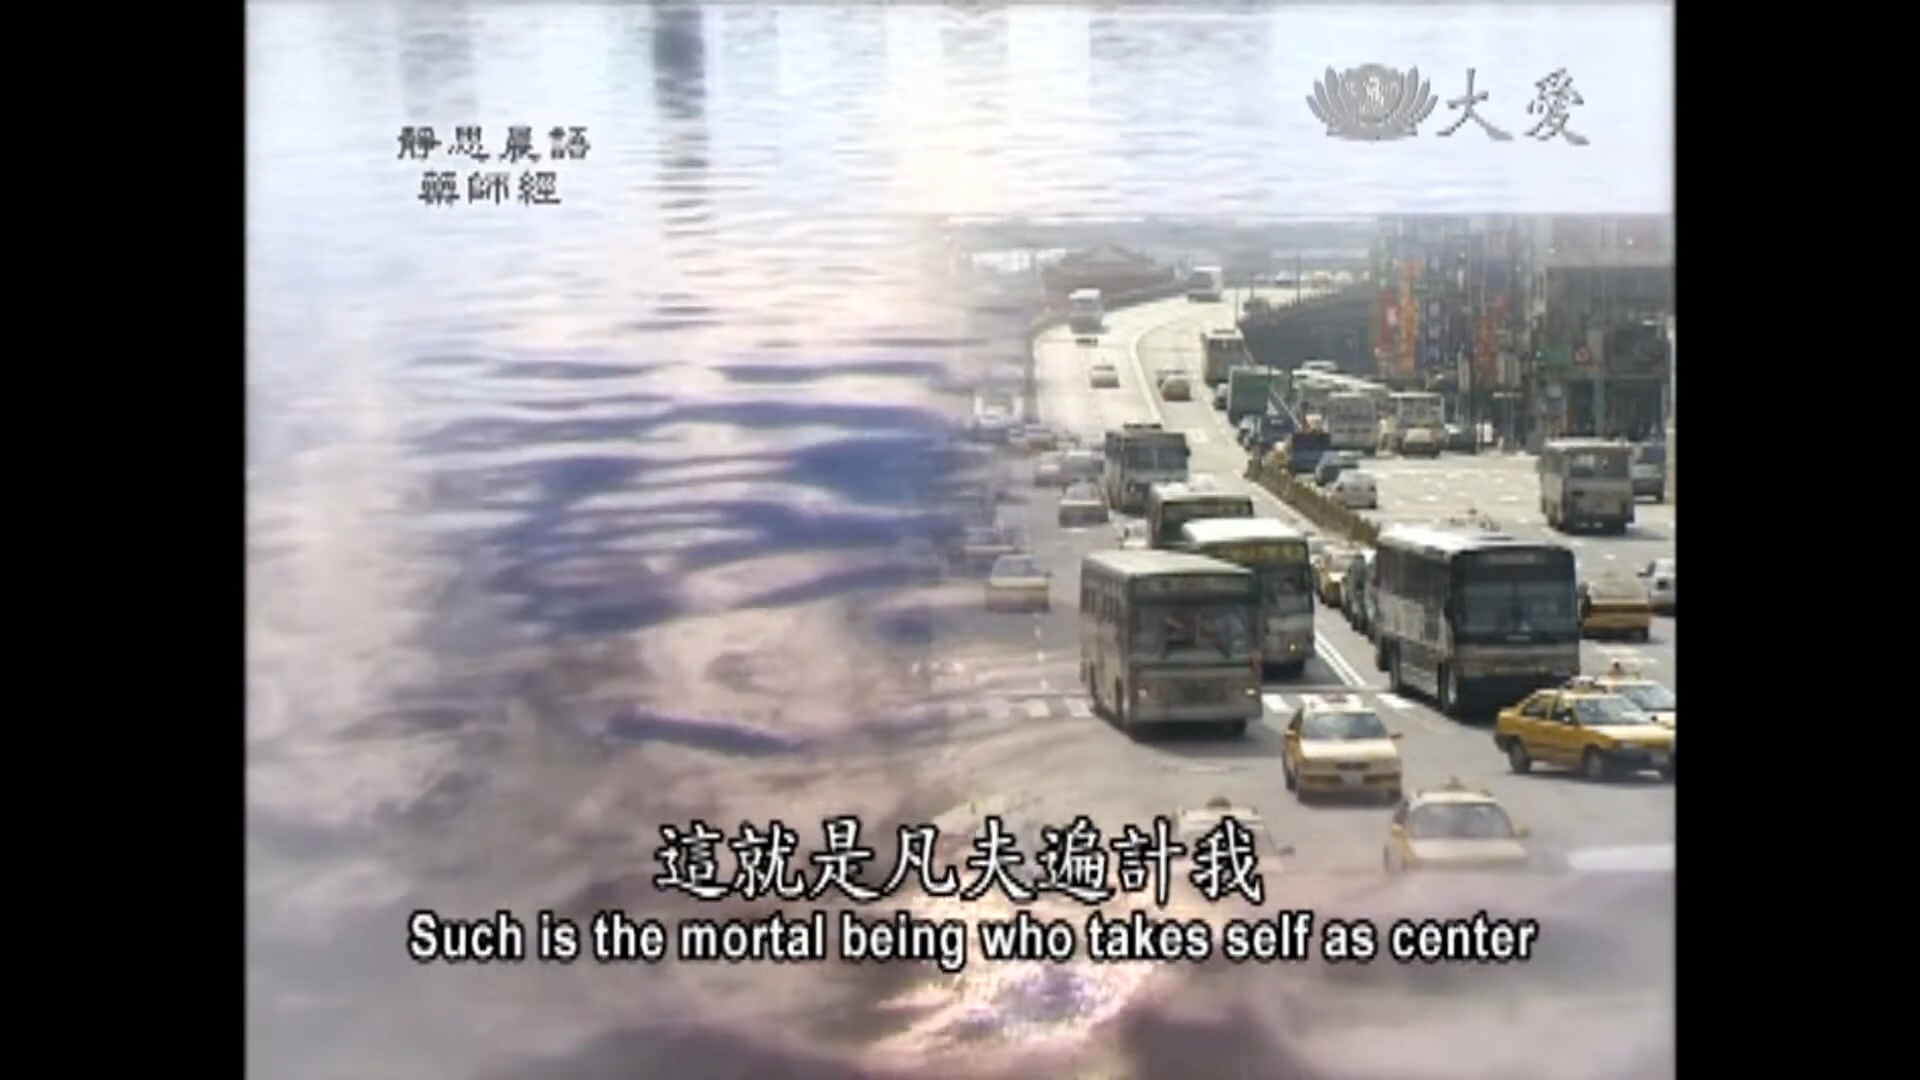 靜思晨語
藥師經
大愛
這就是凡夫遍計我
Such is the mortal being who takes self as center